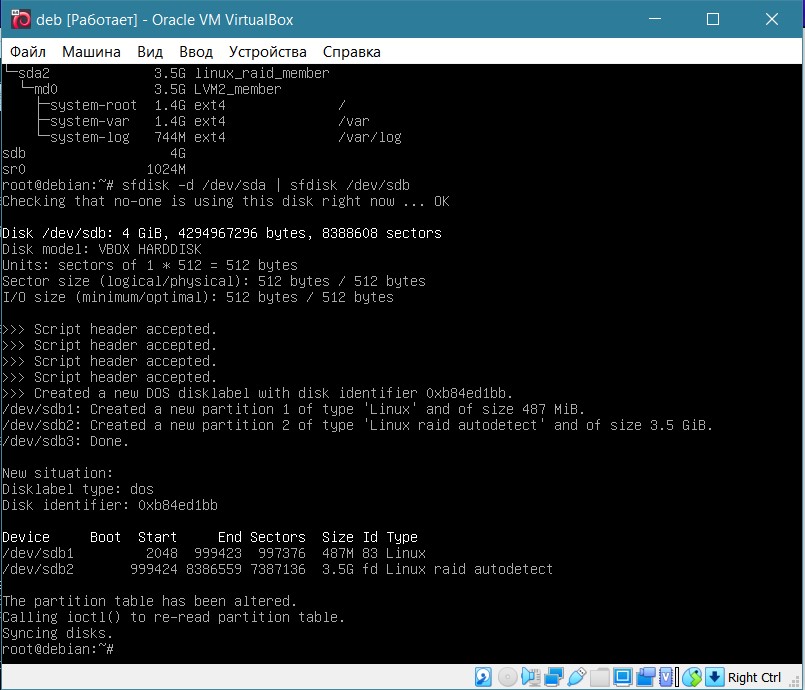 deb [Работает] - Oracle VM VirtualBox
Файл Машина Вид Ввод Устройства Справка
└─sda2 3.5G linux_raid_member
└─md0 3.5G LVM2_member
├─system-root 1.4G ext4 /
├─system-var 1.4G ext4 /var
└─system-log 744M ext4 /var/log
sdb 4G
sr0 1024M
root@debian:~# sfdisk -d /dev/sda | sfdisk /dev/sdb
Checking that no-one is using this disk right now ... OK
Disk /dev/sdb: 4 GiB, 4294967296 bytes, 8388608 sectors
Disk model: VBOX HARDDISK
Units: sectors of 1 * 512 = 512 bytes
Sector size (logical/physical): 512 bytes / 512 bytes
I/O size (minimum/optimal): 512 bytes / 512 bytes
>>> Script header accepted.
>>> Script header accepted.
>>> Script header accepted.
>>> Script header accepted.
>>> Created a new DOS disklabel with disk identifier 0xb84ed1bb.
/dev/sdb1: Created a new partition 1 of type 'Linux' and of size 487 MiB.
/dev/sdb2: Created a new partition 2 of type 'Linux raid autodetect' and of size 3.5 GiB.
/dev/sdb3: Done.
New situation:
Disklabel type: dos
Disk identifier: 0xb84ed1bb
Device Boot Start End Sectors Size Id Type
/dev/sdb1 2048 999423 997376 487M 83 Linux
/dev/sdb2 999424 8386559 7387136 3.5G fd Linux raid autodetect
The partition table has been altered.
Calling ioctl() to re-read partition table.
Syncing disks.
root@debian:~#
Right Ctrl